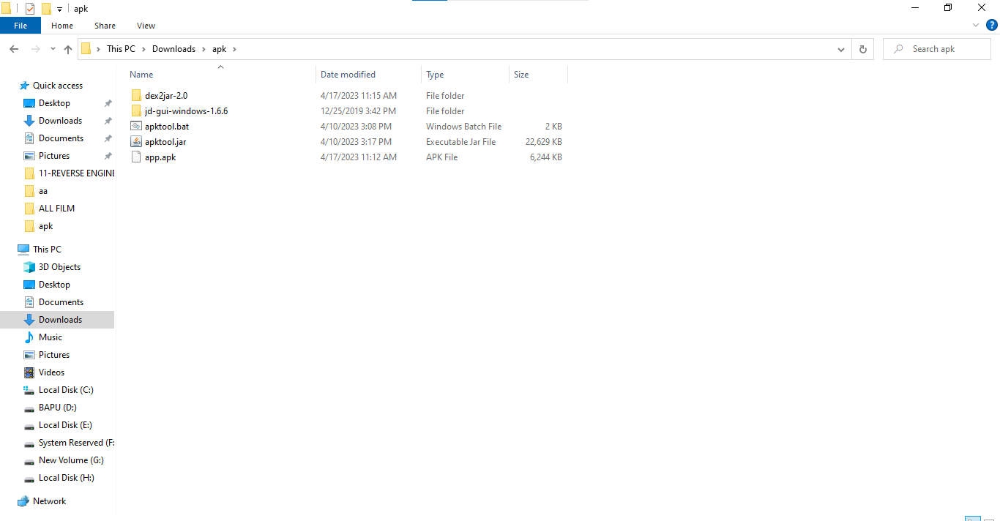 apk
File Home Share View
?
This PC Downloads apk
Search apk
Name Date modified Type Size
dex2jar-2.0 4/17/2023 11:15 AM File folder
jd-gui-windows-1.6.6 12/25/2019 3:42 PM File folder
apktool.bat 4/10/2023 3:08 PM Windows Batch File 2 KB
apktool.jar 4/10/2023 3:17 PM Executable Jar File 22,629 KB
app.apk 4/17/2023 11:12 AM APK File 6,244 KB
Quick access
Desktop
Downloads
Documents
Pictures
11-REVERSE ENGINE
aa
ALL FILM
apk
This PC
3D Objects
Desktop
Documents
Downloads
Music
Pictures
Videos
Local Disk (C:)
BAPU (D:)
Local Disk (E:)
System Reserved (F:
New Volume (G:)
Local Disk (H:)
Network